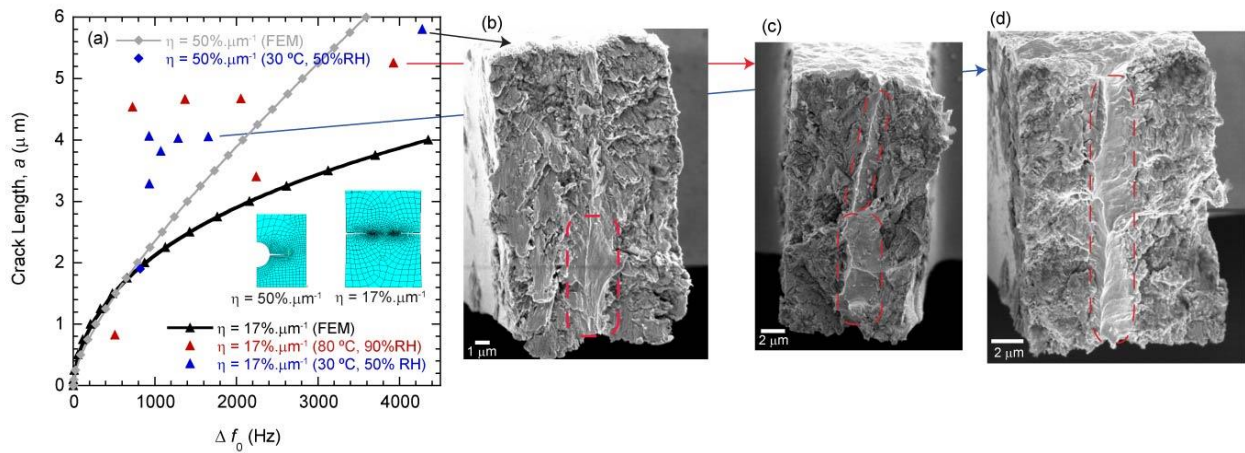 (a)
η = 50%.µm⁻¹ (FEM)
η = 50%.µm⁻¹ (30 ºC, 50%RH)
η = 50%.µm⁻¹
η = 17%.µm⁻¹
η = 17%.µm⁻¹ (FEM)
η = 17%.µm⁻¹ (80 ºC, 90%RH)
η = 17%.µm⁻¹ (30 ºC, 50% RH)
Crack Length, a (µm)
6
5
4
3
2
1
0
0
1000
2000
3000
4000
Δ f₀ (Hz)
(b)
1 µm
(c)
2 µm
(d)
2 µm